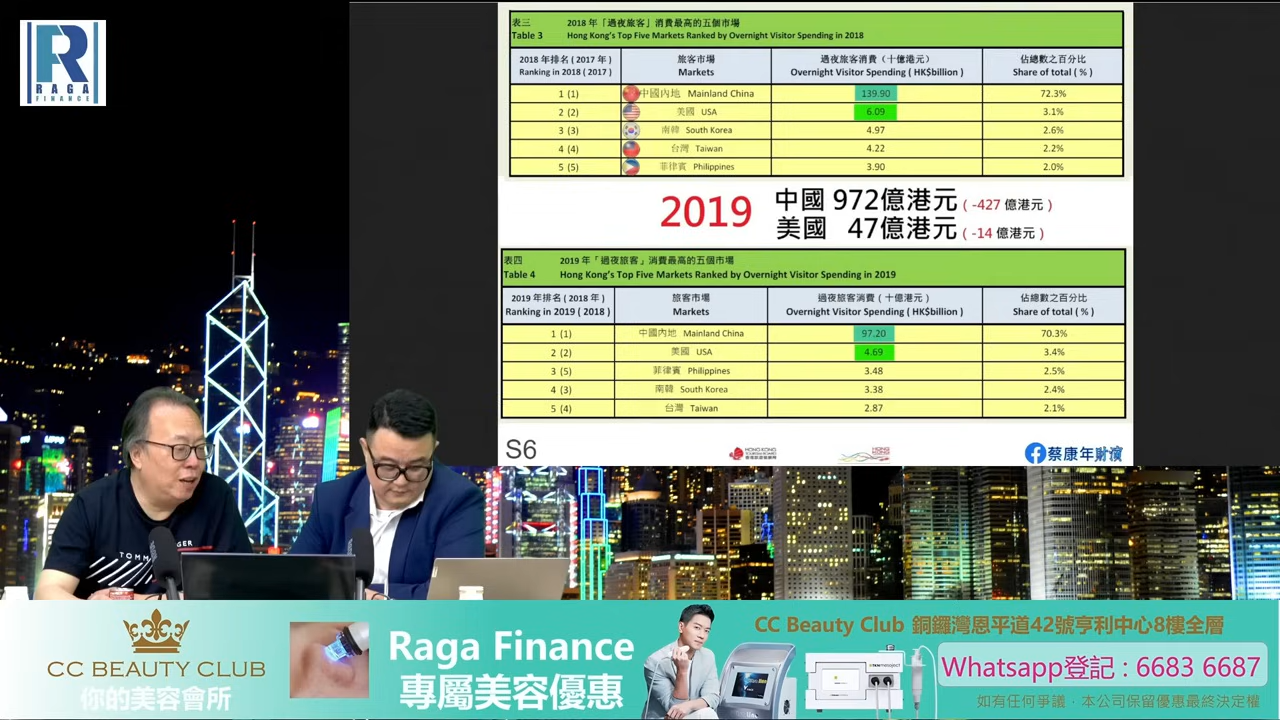 RAGA
FINANCE
表三 2018 年「過夜旅客」消費最高的五個市場
Table 3 Hong Kong's Top Five Markets Ranked by Overnight Visitor Spending in 2018
2018 年排名 ( 2017 年 ) 旅客市場 過夜旅客消費（十億港元） 佔總數之百分比
Ranking in 2018 ( 2017 ) Markets Overnight Visitor Spending ( HK$billion ) Share of total ( % )
1 (1) 中國內地 Mainland China 139.90 72.3%
2 (2) 美國 USA 6.09 3.1%
3 (3) 南韓 South Korea 4.97 2.6%
4 (4) 台灣 Taiwan 4.22 2.2%
5 (5) 菲律賓 Philippines 3.90 2.0%
2019 中國 972億港元 ( -427 億港元 )
美國 47億港元 ( -14 億港元 )
表四 2019 年「過夜旅客」消費最高的五個市場
Table 4 Hong Kong's Top Five Markets Ranked by Overnight Visitor Spending in 2019
2019 年排名 ( 2018 年 ) 旅客市場 過夜旅客消費（十億港元） 佔總數之百分比
Ranking in 2019 ( 2018 ) Markets Overnight Visitor Spending ( HK$billion ) Share of total ( % )
1 (1) 中國內地 Mainland China 97.20 70.3%
2 (2) 美國 USA 4.69 3.4%
3 (5) 菲律賓 Philippines 3.48 2.5%
4 (3) 南韓 South Korea 3.38 2.4%
5 (4) 台灣 Taiwan 2.87 2.1%
S6
蔡康年財演
CC BEAUTY CLUB
你的美容會所
Raga Finance
專屬美容優惠
CC Beauty Club 銅鑼灣恩平道42號亨利中心8樓全層
Whatsapp登記 : 6683 6687
如有任何爭議，本公司保留優惠最終決定權